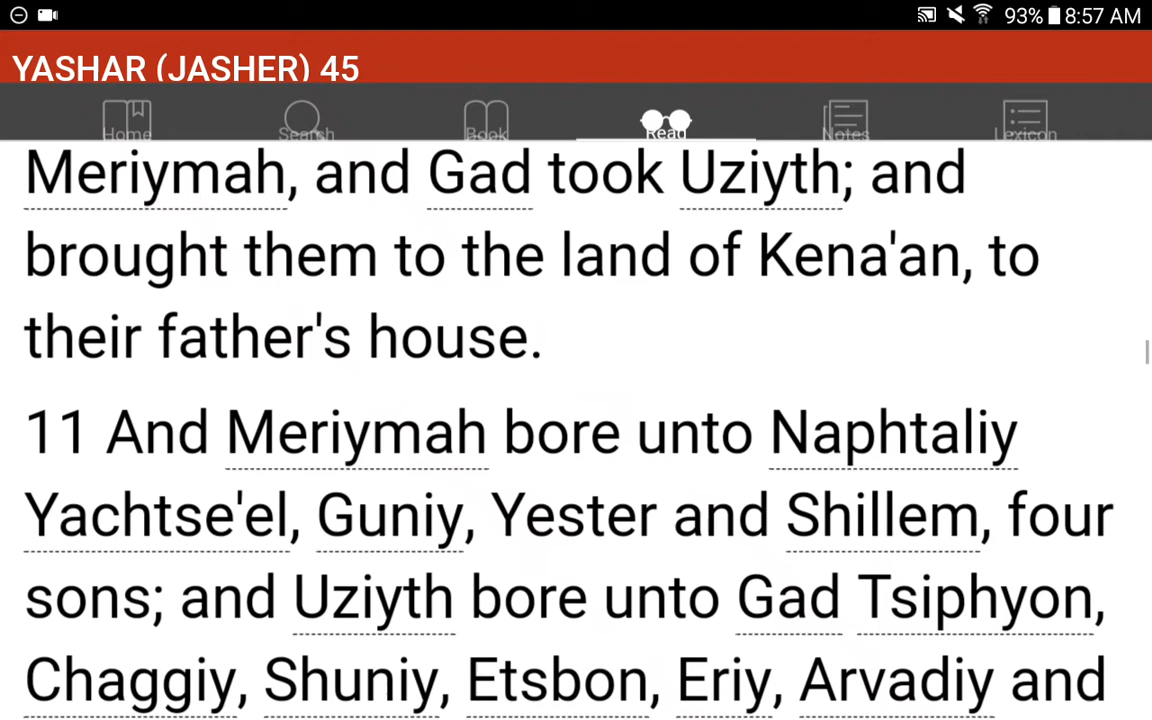 93% 8:57 AM
YASHAR (JASHER) 45
Home Search Book Read Notes Lexicon
Meriymah, and Gad took Uziyth; and
brought them to the land of Kena'an, to
their father's house.
11 And Meriymah bore unto Naphtaliy
Yachtse'el, Guniy, Yester and Shillem, four
sons; and Uziyth bore unto Gad Tsiphyon,
Chaggiy, Shuniy, Etsbon, Eriy, Arvadiy and